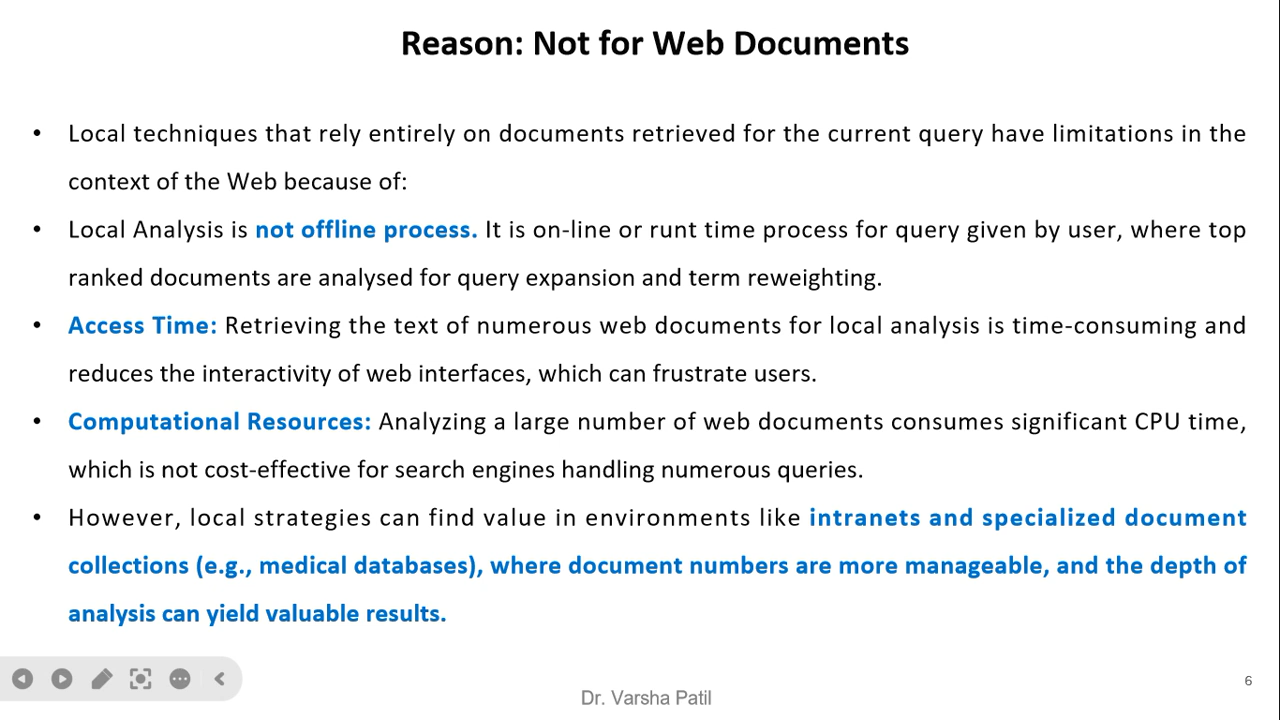 Reason: Not for Web Documents
• Local techniques that rely entirely on documents retrieved for the current query have limitations in the
context of the Web because of:
• Local Analysis is not offline process. It is on-line or runt time process for query given by user, where top
ranked documents are analysed for query expansion and term reweighting.
• Access Time: Retrieving the text of numerous web documents for local analysis is time-consuming and
reduces the interactivity of web interfaces, which can frustrate users.
• Computational Resources: Analyzing a large number of web documents consumes significant CPU time,
which is not cost-effective for search engines handling numerous queries.
• However, local strategies can find value in environments like intranets and specialized document
collections (e.g., medical databases), where document numbers are more manageable, and the depth of
analysis can yield valuable results.
6
Dr. Varsha Patil